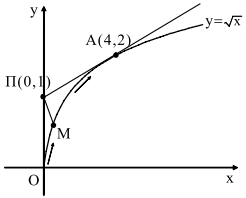 y
y=√x
A(4,2)
Π(0,1)
M
O
x